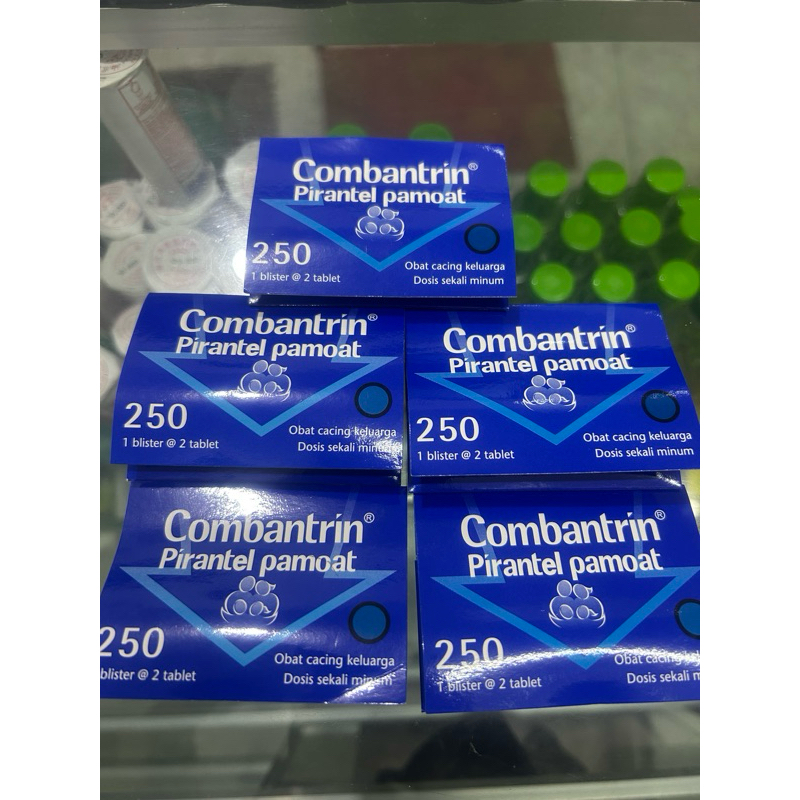 Combantrin®
Pirantel pamoat
250
1 blister @ 2 tablet
Obat cacing keluarga
Dosis sekali minum
Combantrin®
Pirantel pamoat
250
1 blister @ 2 tablet
Obat cacing keluarga
Dosis sekali minum
Combantrin®
Pirantel pamoat
250
1 blister @ 2 tablet
Obat cacing keluarga
Dosis sekali minum
Combantrin®
Pirantel pamoat
250
blister @ 2 tablet
Obat cacing keluarga
Dosis sekali minum
Combantrin®
Pirantel pamoat
250
1 blister @ 2 tablet
Obat cacing kel
Dosis sekali m